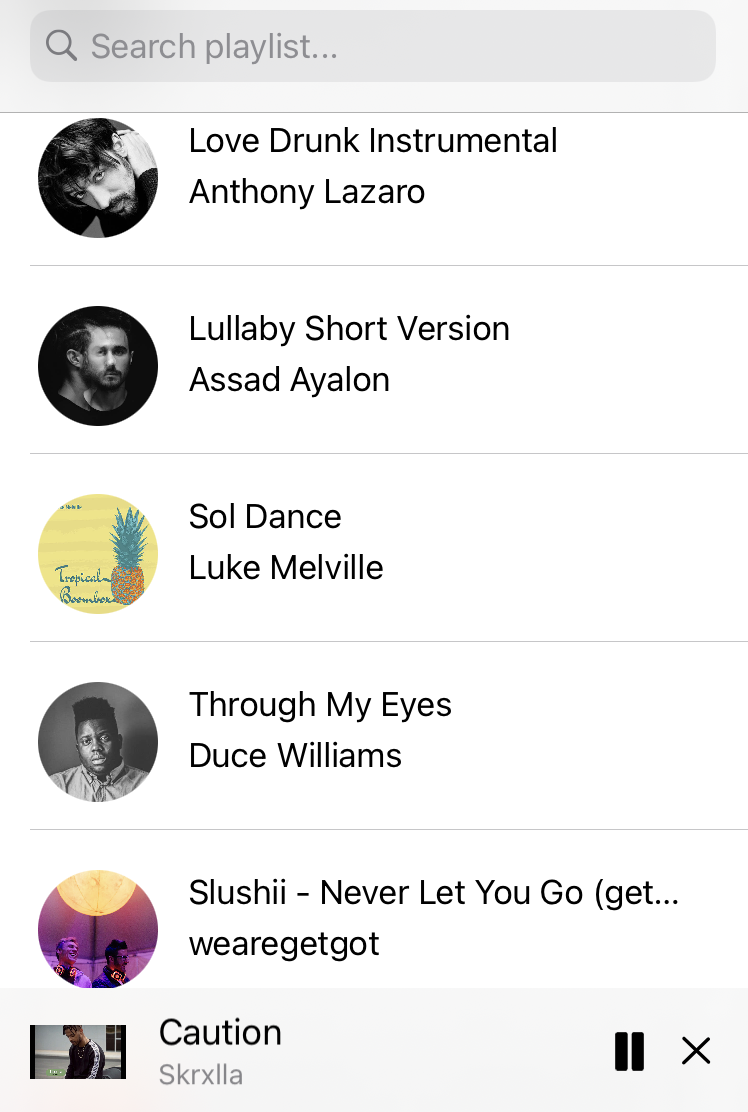 Search playlist...
Love Drunk Instrumental
Anthony Lazaro
Lullaby Short Version
Assad Ayalon
Sol Dance
Luke Melville
Tropical
Boombox
Through My Eyes
Duce Williams
Slushii - Never Let You Go (get...
wearegetgot
Caution
Skrxlla